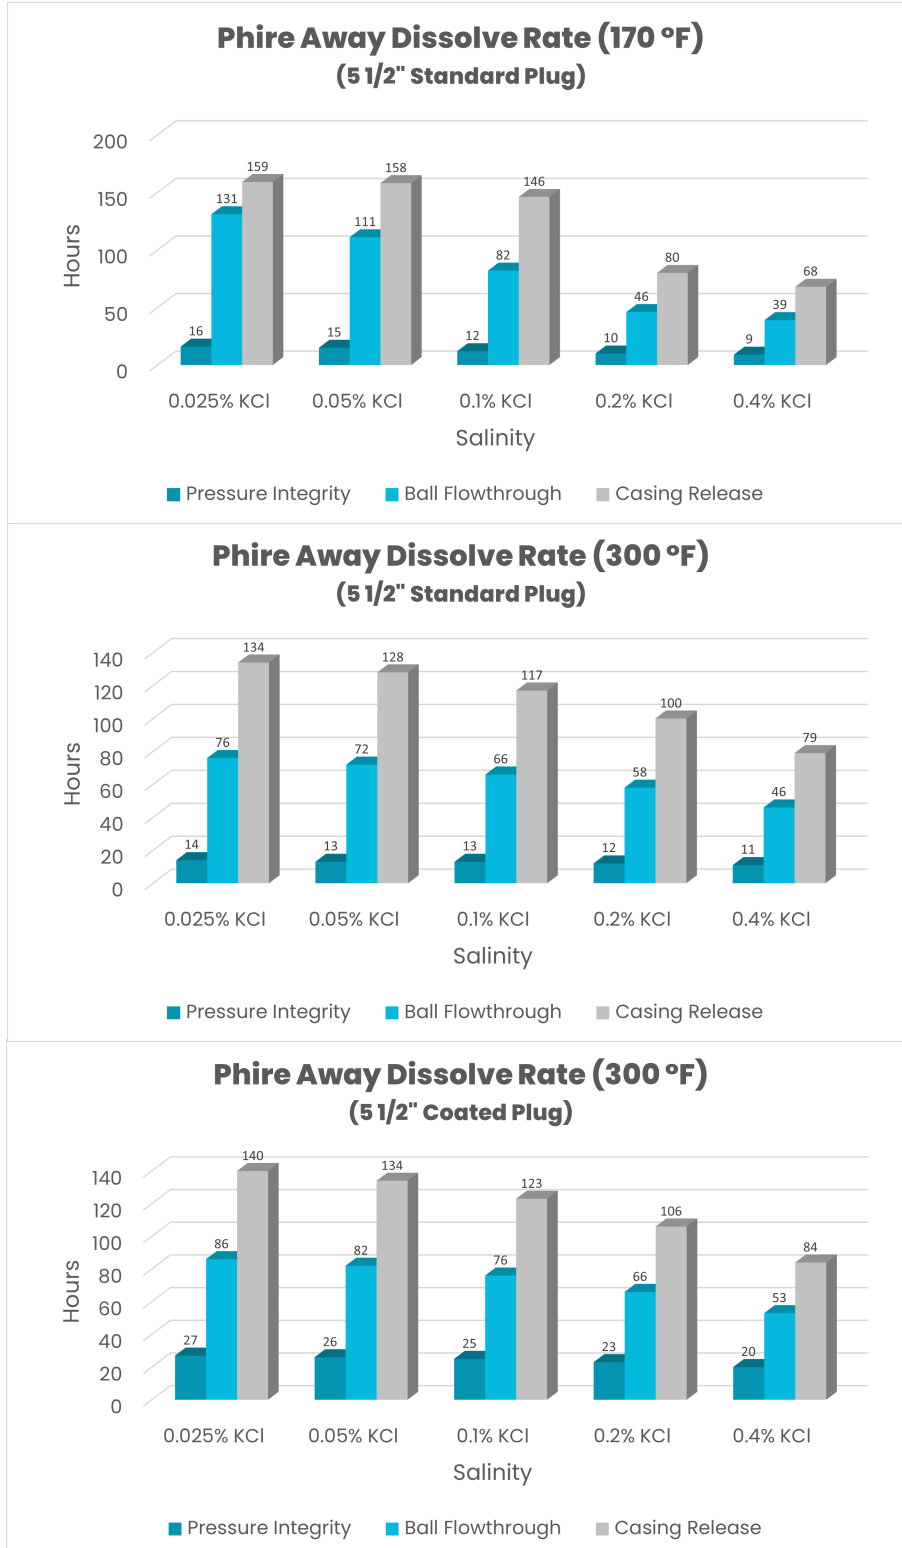 Phire Away Dissolve Rate (170 °F)
(5 1/2" Standard Plug)
200
150
100
50
0
Hours
16 131 159
15 111 158
12 82 146
10 46 80
9 39 68
0.025% KCl 0.05% KCl 0.1% KCl 0.2% KCl 0.4% KCl
Salinity
Pressure Integrity Ball Flowthrough Casing Release
Phire Away Dissolve Rate (300 °F)
(5 1/2" Standard Plug)
140
120
100
80
60
40
20
0
Hours
14 76 134
13 72 128
13 66 117
12 58 100
11 46 79
0.025% KCl 0.05% KCl 0.1% KCl 0.2% KCl 0.4% KCl
Salinity
Pressure Integrity Ball Flowthrough Casing Release
Phire Away Dissolve Rate (300 °F)
(5 1/2" Coated Plug)
140
120
100
80
60
40
20
0
Hours
27 86 140
26 82 134
25 76 123
23 66 106
20 53 84
0.025% KCl 0.05% KCl 0.1% KCl 0.2% KCl 0.4% KCl
Salinity
Pressure Integrity Ball Flowthrough Casing Release